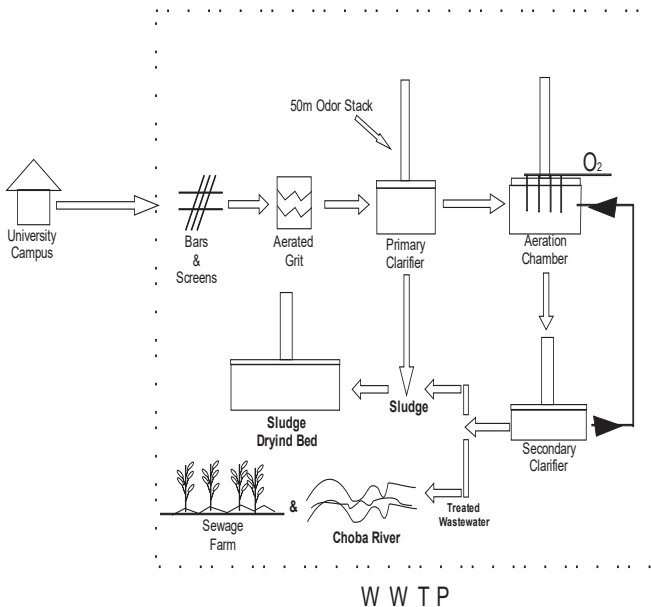 50m Odor Stack
O2
University
Campus
Bars
&
Screens
Aerated
Grit
Primary
Clarifier
Aeration
Chamber
Sludge
Dryind Bed
Sludge
Secondary
Clarifier
Sewage
Farm
&
Choba River
Treated
Wastewater
W W T P